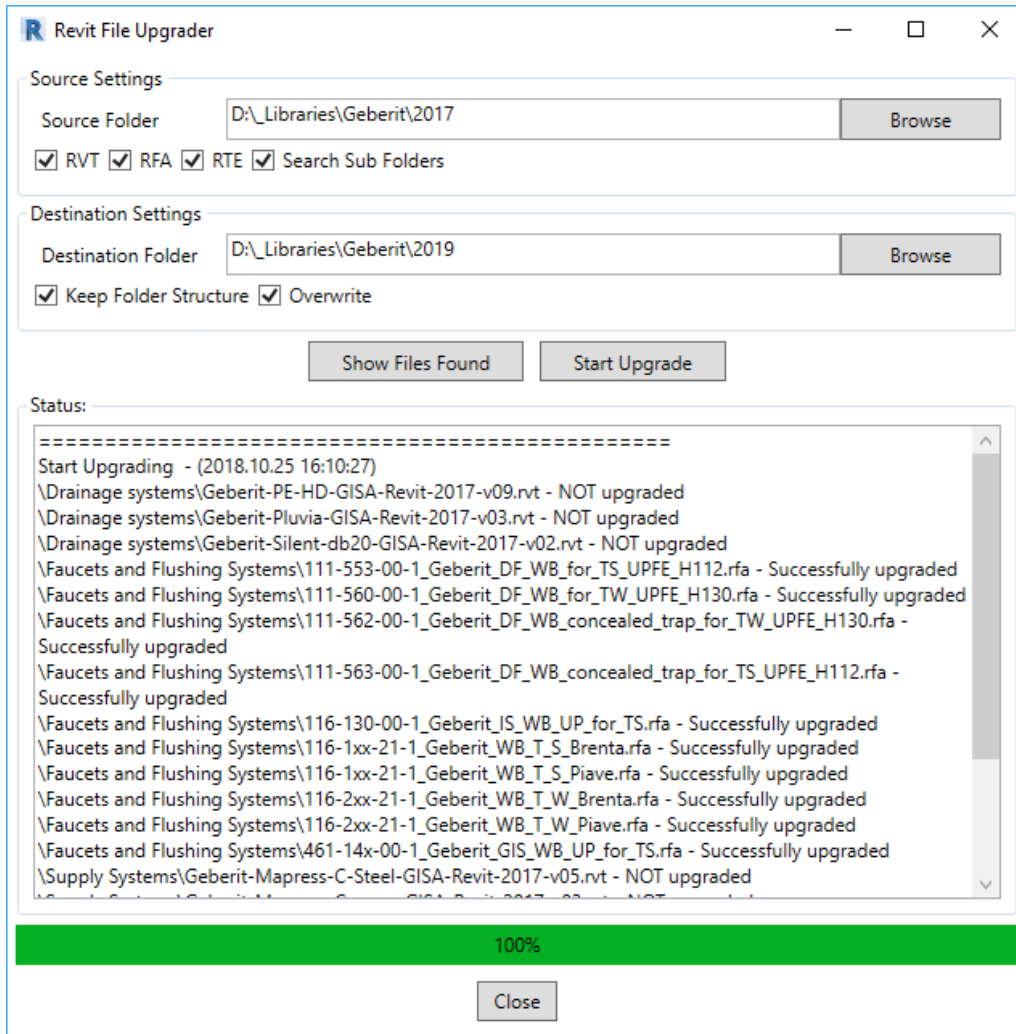 Revit File Upgrader
Source Settings
Source Folder D:\_Libraries\Geberit\2017 Browse
RVT RFA RTE Search Sub Folders
Destination Settings
Destination Folder D:\_Libraries\Geberit\2019 Browse
Keep Folder Structure Overwrite
Show Files Found Start Upgrade
Status:
================================================
Start Upgrading - (2018.10.25 16:10:27)
\Drainage systems\Geberit-PE-HD-GISA-Revit-2017-v09.rvt - NOT upgraded
\Drainage systems\Geberit-Pluvia-GISA-Revit-2017-v03.rvt - NOT upgraded
\Drainage systems\Geberit-Silent-db20-GISA-Revit-2017-v02.rvt - NOT upgraded
\Faucets and Flushing Systems\111-553-00-1_Geberit_DF_WB_for_TS_UPFE_H112.rfa - Successfully upgraded
\Faucets and Flushing Systems\111-560-00-1_Geberit_DF_WB_for_TW_UPFE_H130.rfa - Successfully upgraded
\Faucets and Flushing Systems\111-562-00-1_Geberit_DF_WB_concealed_trap_for_TW_UPFE_H130.rfa -
Successfully upgraded
\Faucets and Flushing Systems\111-563-00-1_Geberit_DF_WB_concealed_trap_for_TS_UPFE_H112.rfa -
Successfully upgraded
\Faucets and Flushing Systems\116-130-00-1_Geberit_IS_WB_UP_for_TS.rfa - Successfully upgraded
\Faucets and Flushing Systems\116-1xx-21-1_Geberit_WB_T_S_Brenta.rfa - Successfully upgraded
\Faucets and Flushing Systems\116-1xx-21-1_Geberit_WB_T_S_Piave.rfa - Successfully upgraded
\Faucets and Flushing Systems\116-2xx-21-1_Geberit_WB_T_W_Brenta.rfa - Successfully upgraded
\Faucets and Flushing Systems\116-2xx-21-1_Geberit_WB_T_W_Piave.rfa - Successfully upgraded
\Faucets and Flushing Systems\461-14x-00-1_Geberit_GIS_WB_UP_for_TS.rfa - Successfully upgraded
\Supply Systems\Geberit-Mapress-C-Steel-GISA-Revit-2017-v05.rvt - NOT upgraded
100%
Close